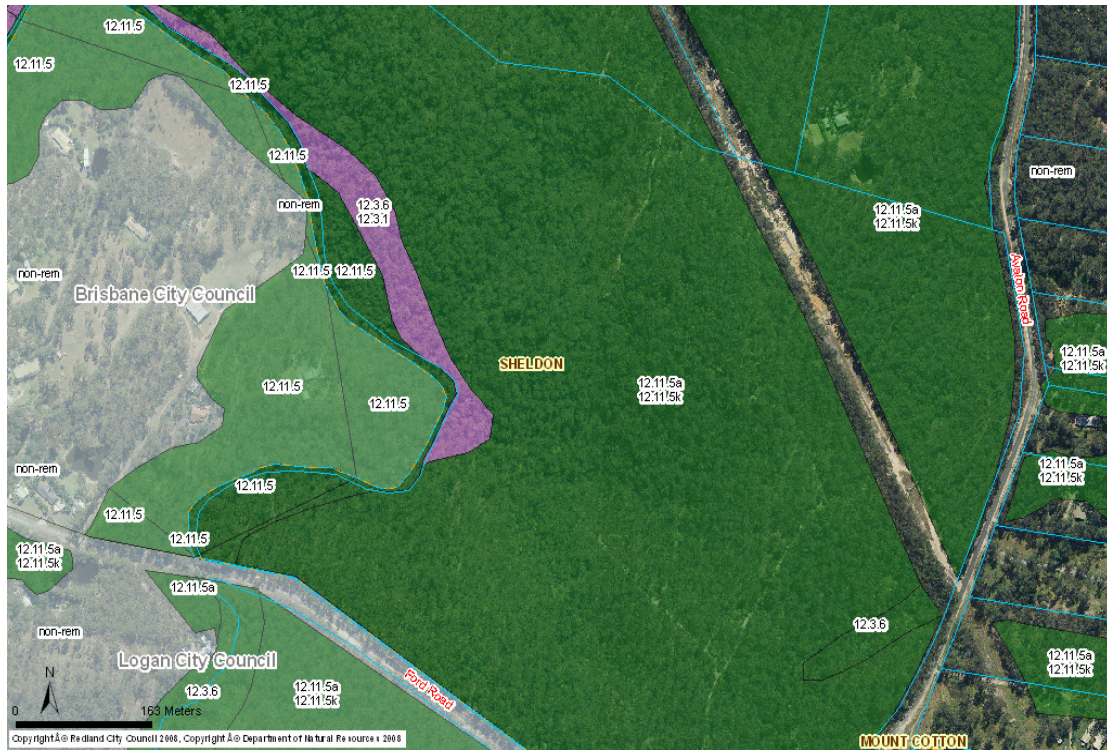 12.11.5
12.11.5
12.11.5
12.11.5
non-rem
12.3.6
12.3.1
12.11.5a
12.11.5k
non-rem
non-rem
12.11.5
12.11.5
Brisbane City Council
Avalon Road
SHELDON
12.11.5
12.11.5
12.11.5a
12.11.5k
12.11.5a
12.11.5k
non-rem
12.11.5
12.11.5a
12.11.5k
12.11.5
12.11.5
12.11.5a
12.11.5k
12.11.5a
non-rem
12.3.6
Logan City Council
N
12.3.6
12.11.5a
12.11.5k
Ford Road
12.11.5a
12.11.5k
0
163 Meters
Copyright Â© Redland City Council 2008, Copyright Â© Department of Natural Resources 2008
MOUNT COTTON